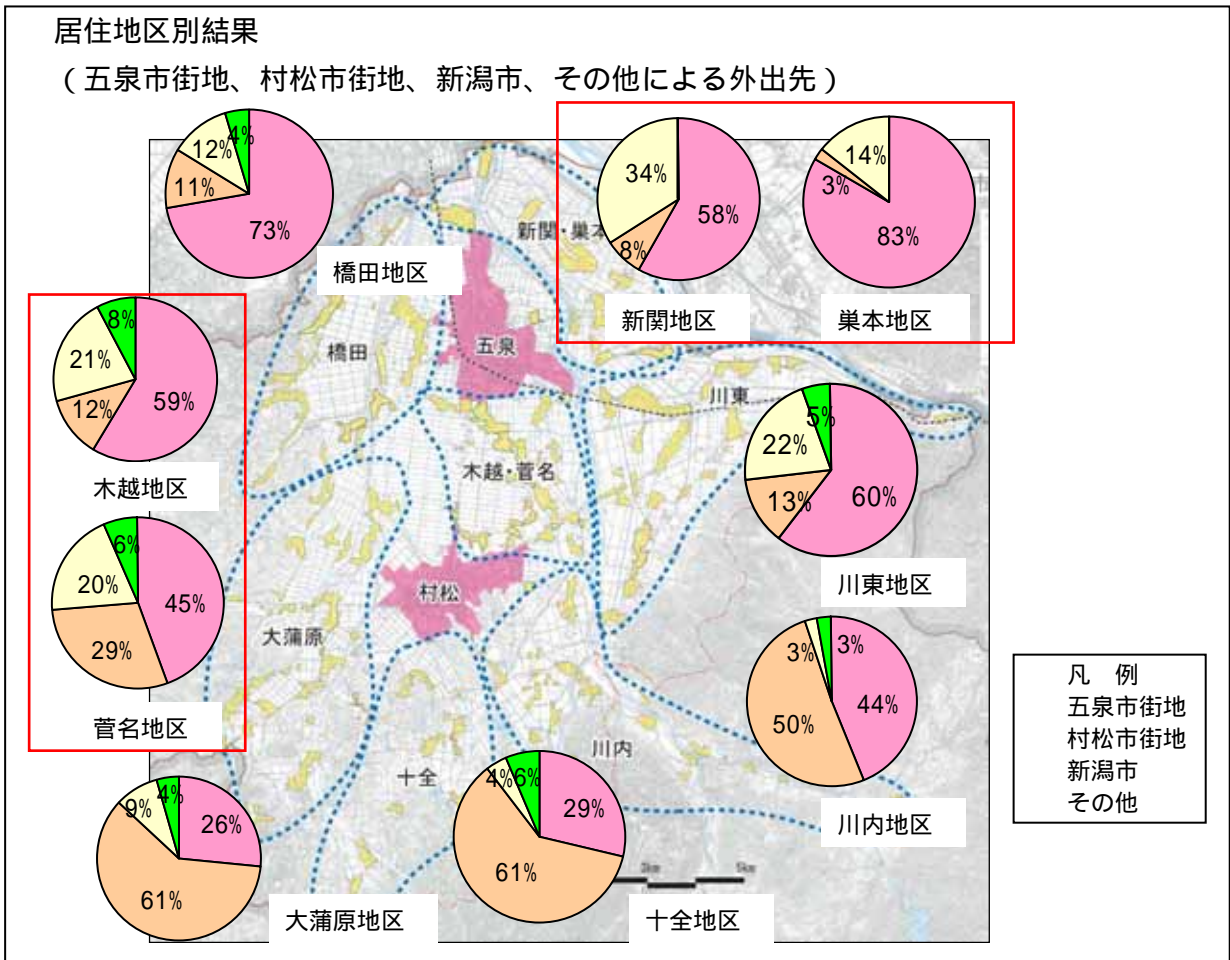 居住地区別結果
（五泉市街地、村松市街地、新潟市、その他による外出先）
4%
12%
11%
73%
橋田地区
34%
58%
8%
新関地区
14%
3%
83%
巣本地区
新関・巣本
8%
21%
12%
59%
木越地区
橋田
五泉
川東
5%
22%
13%
60%
川東地区
木越・菅名
6%
20%
45%
29%
菅名地区
村松
大蒲原
3%
3%
44%
50%
川内地区
凡　例
五泉市街地
村松市街地
新潟市
その他
川内
十全
4%
9%
26%
61%
大蒲原地区
4%
6%
29%
61%
十全地区